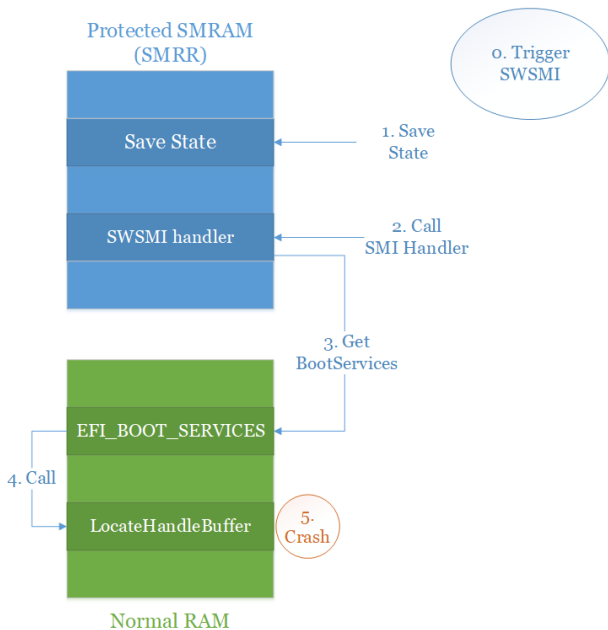 Protected SMRAM
(SMRR)
0. Trigger
SWSMI
Save State
1. Save
State
SWSMI handler
2. Call
SMI Handler
3. Get
BootServices
EFI_BOOT_SERVICES
4. Call
LocateHandleBuffer
5.
Crash
Normal RAM